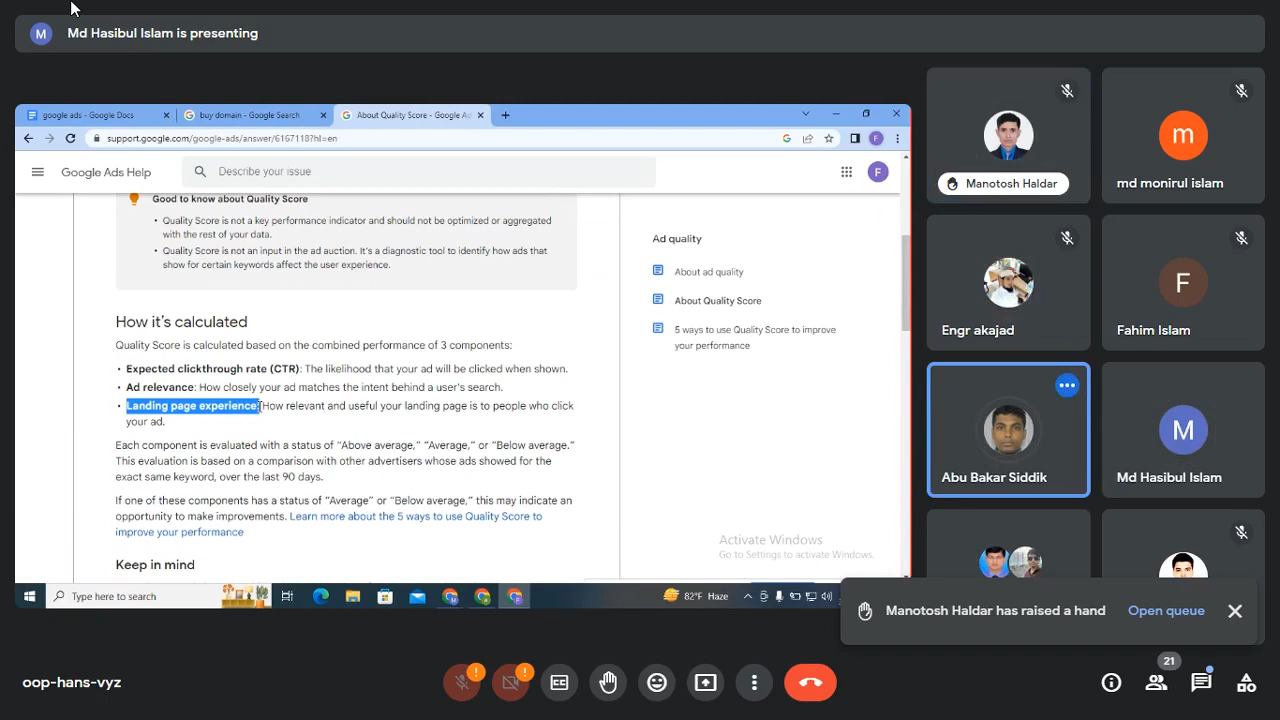 M
Md Hasibul Islam is presenting
google ads - Google Docs
buy domain - Google Search
About Quality Score - Google Ad
support.google.com/google-ads/answer/6167118?hl=en
F
Google Ads Help
Describe your issue
F
Good to know about Quality Score
• Quality Score is not a key performance indicator and should not be optimized or aggregated
with the rest of your data.
• Quality Score is not an input in the ad auction. It's a diagnostic tool to identify how ads that
show for certain keywords affect the user experience.
How it's calculated
Quality Score is calculated based on the combined performance of 3 components:
• Expected clickthrough rate (CTR): The likelihood that your ad will be clicked when shown.
• Ad relevance: How closely your ad matches the intent behind a user's search.
• Landing page experience: How relevant and useful your landing page is to people who click
your ad.
Each component is evaluated with a status of “Above average,” “Average,” or “Below average.”
This evaluation is based on a comparison with other advertisers whose ads showed for the
exact same keyword, over the last 90 days.
If one of these components has a status of “Average” or “Below average,” this may indicate an
opportunity to make improvements. Learn more about the 5 ways to use Quality Score to
improve your performance
Keep in mind
Ad quality
About ad quality
About Quality Score
5 ways to use Quality Score to improve
your performance
Activate Windows
Go to Settings to activate Windows.
Type here to search
82°F Haze
Manotosh Haldar
m
md monirul islam
Engr akajad
F
Fahim Islam
Abu Bakar Siddik
M
Md Hasibul Islam
Manotosh Haldar has raised a hand
Open queue
oop-hans-vyz
21